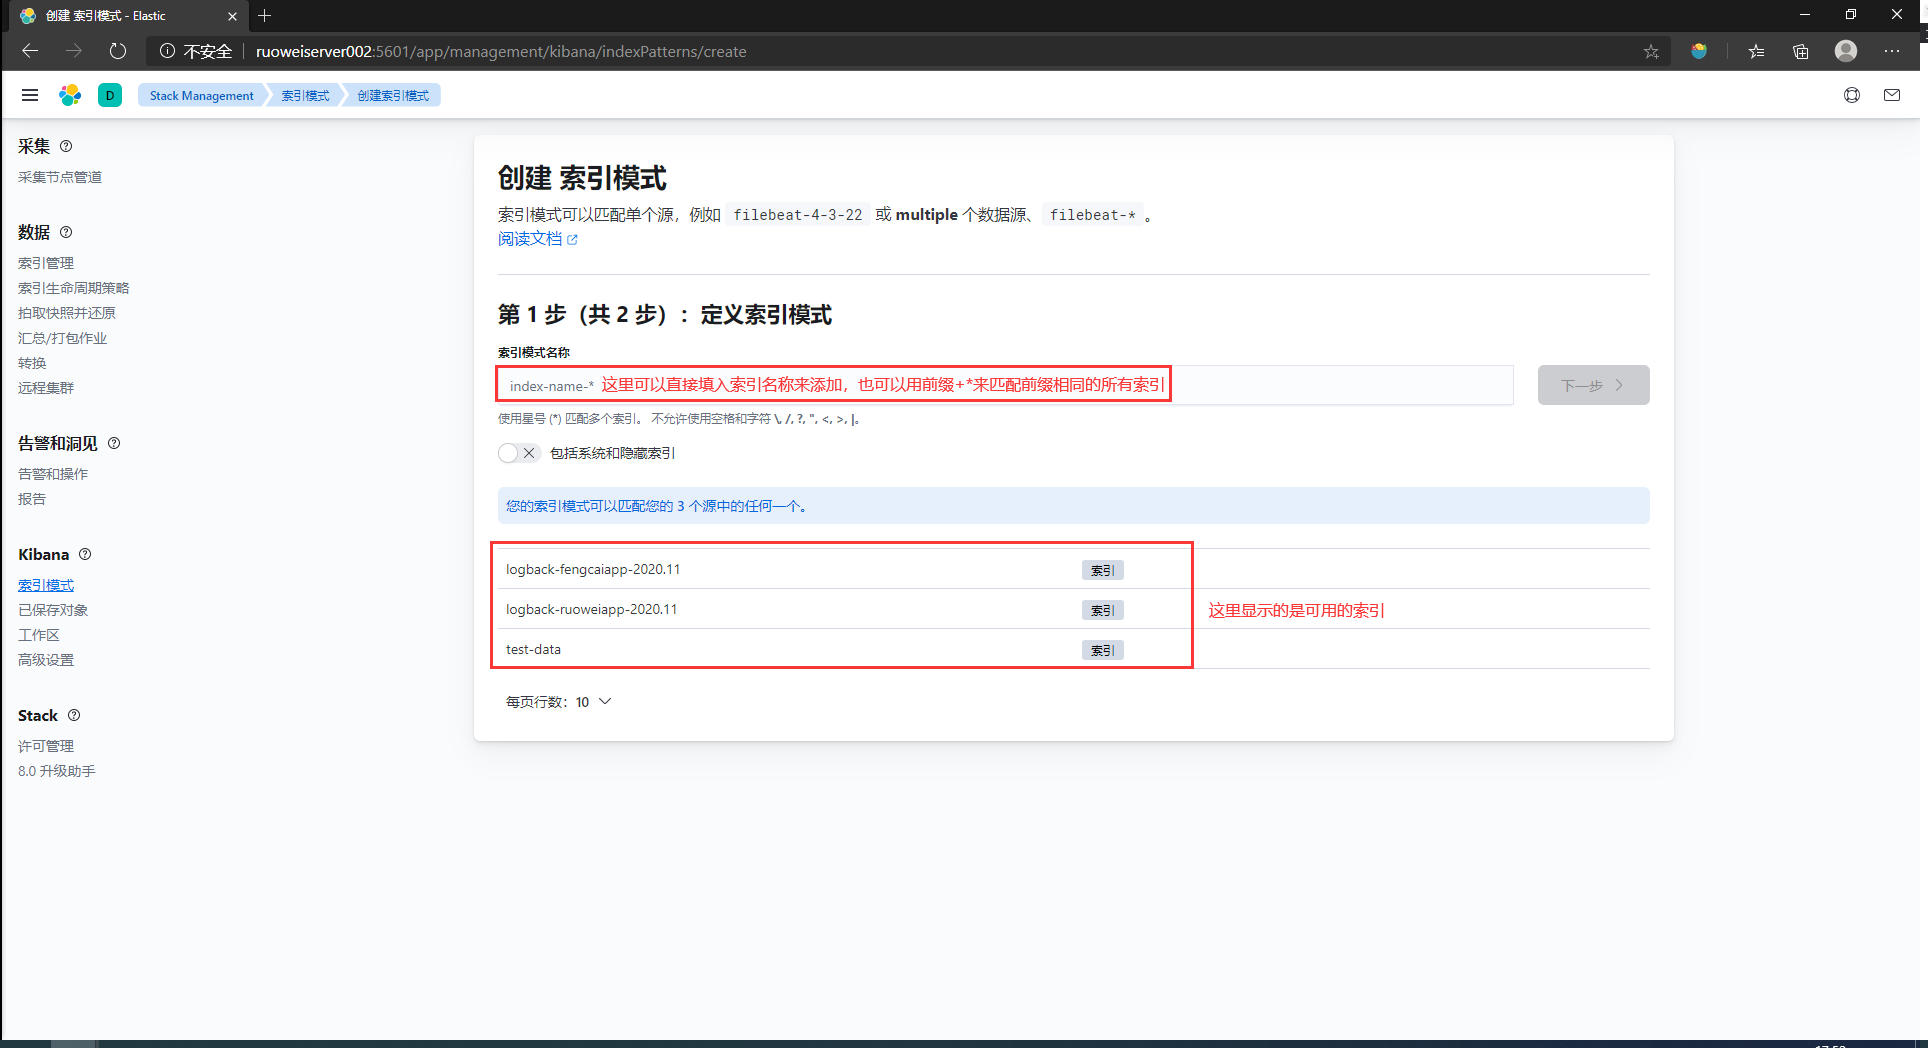 创建 索引模式 - Elastic
不安全
ruoweiserver002:5601/app/management/kibana/indexPatterns/create
D
Stack Management
索引模式
创建索引模式
采集
采集节点管道
数据
索引管理
索引生命周期策略
拍取快照并还原
汇总/打包作业
转换
远程集群
告警和洞见
告警和操作
报告
Kibana
索引模式
已保存对象
工作区
高级设置
Stack
许可管理
8.0 升级助手
创建 索引模式
索引模式可以匹配单个源，例如 filebeat-4-3-22 或 multiple 个数据源、 filebeat-* 。
阅读文档
第 1 步（共 2 步）：定义索引模式
索引模式名称
index-name-* 这里可以直接填入索引名称来添加，也可以用前缀+*来匹配前缀相同的所有索引
下一步
使用星号 (*) 匹配多个索引。 不允许使用空格和字符 \, /, ?, ", <, >, |。
包括系统和隐藏索引
您的索引模式可以匹配您的 3 个源中的任何一个。
logback-fengcaiapp-2020.11 索引
logback-ruoweiapp-2020.11 索引
这里显示的是可用的索引
test-data 索引
每页行数：10